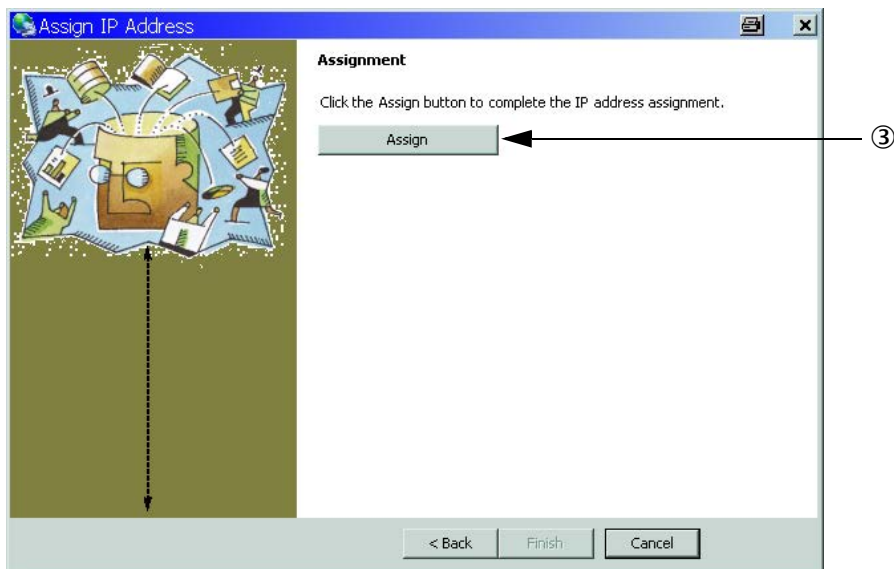 Assign IP Address
Assignment
Click the Assign button to complete the IP address assignment.
Assign
③
< Back
Finish
Cancel